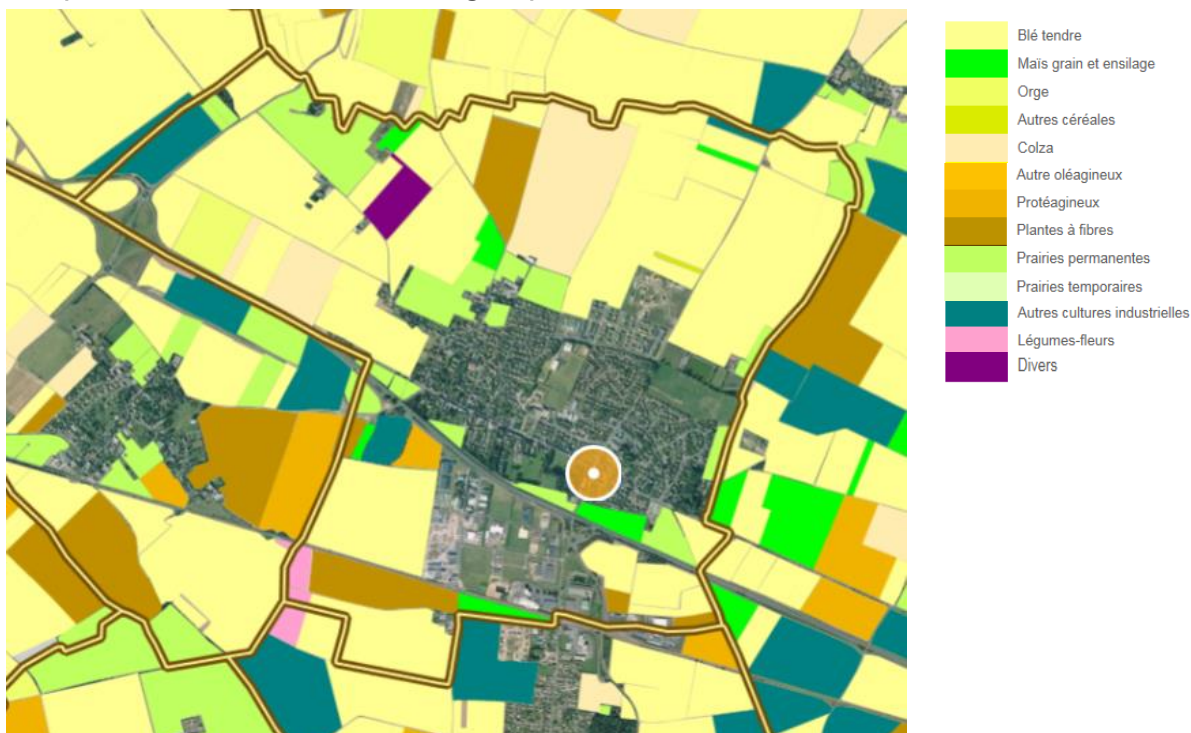 Blé tendre
Maïs grain et ensilage
Orge
Autres céréales
Colza
Autre oléagineux
Protéagineux
Plantes à fibres
Prairies permanentes
Prairies temporaires
Autres cultures industrielles
Légumes-fleurs
Divers